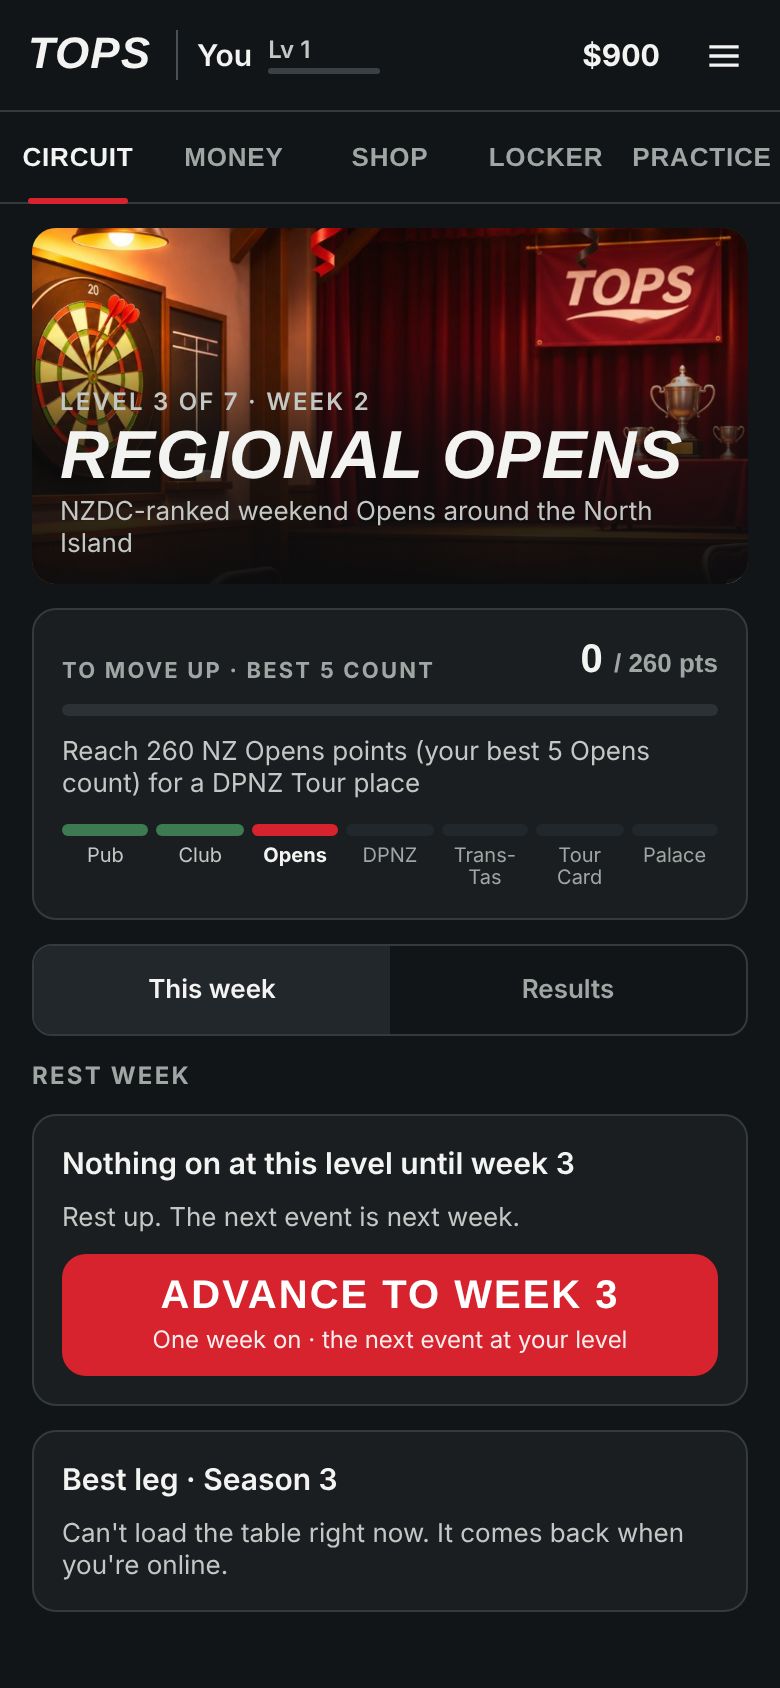 TOPS
You
Lv 1
$900
CIRCUIT
MONEY
SHOP
LOCKER
PRACTICE
20
TOPS
LEVEL 3 OF 7 · WEEK 2
REGIONAL OPENS
NZDC-ranked weekend Opens around the North
Island
TO MOVE UP · BEST 5 COUNT
0 / 260 pts
Reach 260 NZ Opens points (your best 5 Opens
count) for a DPNZ Tour place
Pub
Club
Opens
DPNZ
Trans-
Tas
Tour
Card
Palace
This week
Results
REST WEEK
Nothing on at this level until week 3
Rest up. The next event is next week.
ADVANCE TO WEEK 3
One week on · the next event at your level
Best leg · Season 3
Can't load the table right now. It comes back when
you're online.